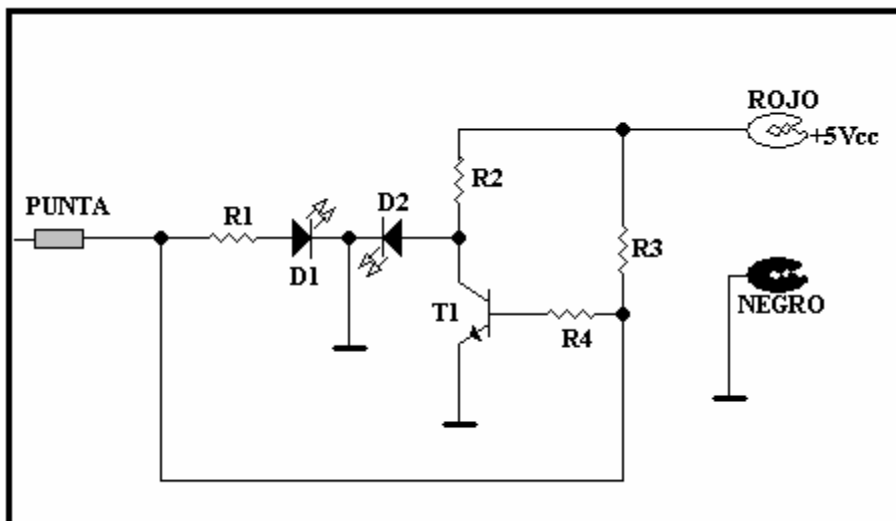 ROJO
+5Vcc
R2
PUNTA
R1
D2
D1
R3
T1
R4
NEGRO